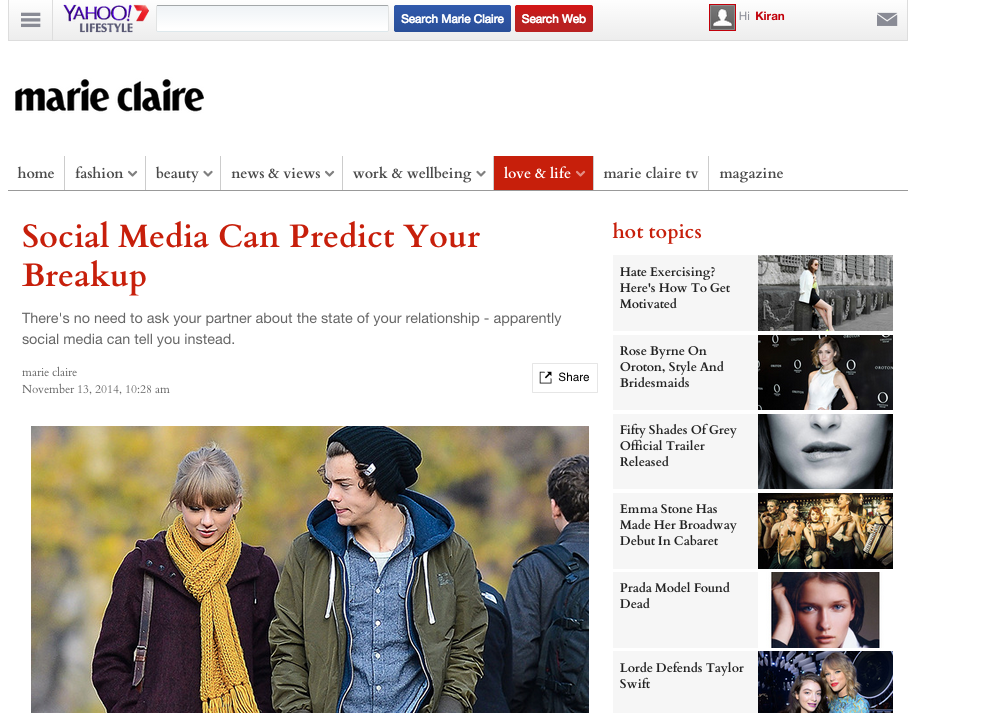 YAHOO! 7
LIFESTYLE
Search Marie Claire
Search Web
Hi Kiran
marie claire
home
fashion
beauty
news & views
work & wellbeing
love & life
marie claire tv
magazine
Social Media Can Predict Your
Breakup
There's no need to ask your partner about the state of your relationship - apparently
social media can tell you instead.
marie claire
November 13, 2014, 10:28 am
Share
hot topics
Hate Exercising?
Here's How To Get
Motivated
Rose Byrne On
Oroton, Style And
Bridesmaids
Fifty Shades Of Grey
Official Trailer
Released
Emma Stone Has
Made Her Broadway
Debut In Cabaret
Prada Model Found
Dead
Lorde Defends Taylor
Swift